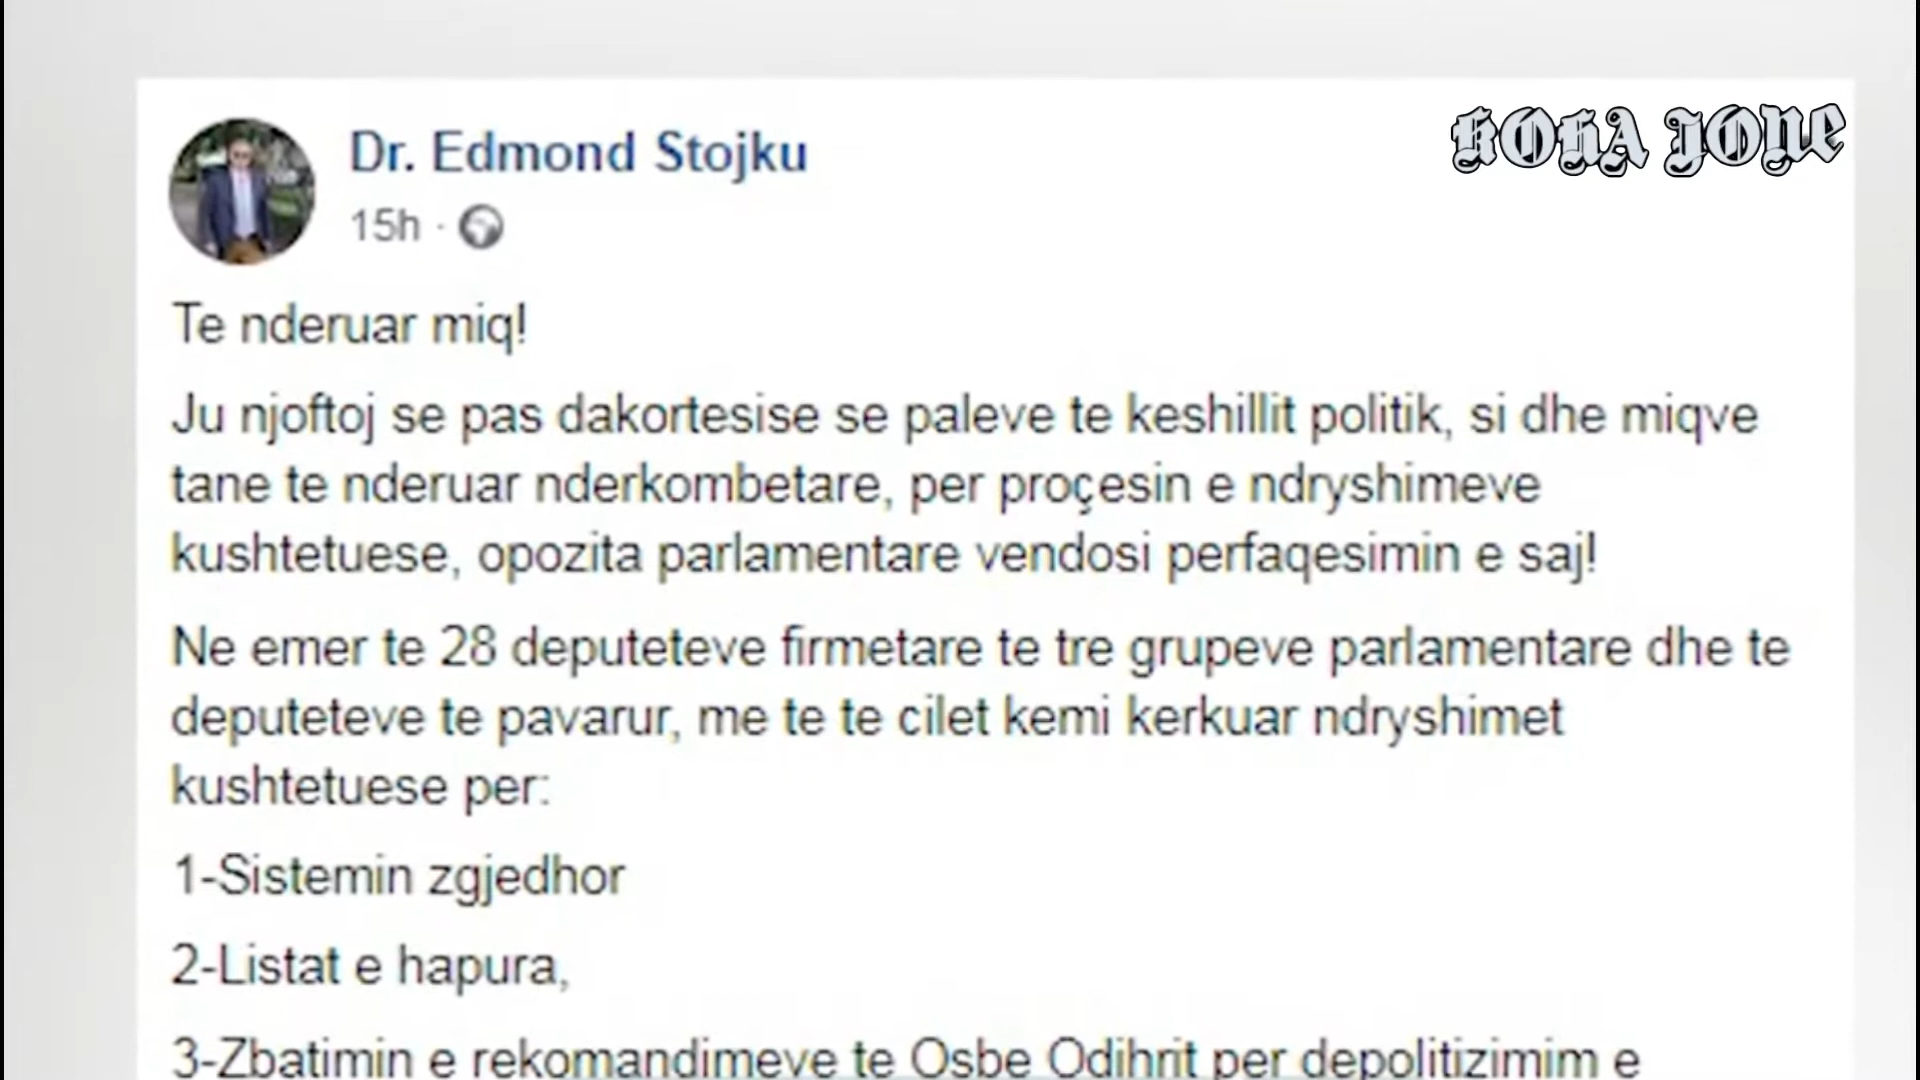 KOHA JONE
Dr. Edmond Stojku
15h ·
Te nderuar miq!
Ju njoftoj se pas dakortesise se paleve te keshillit politik, si dhe miqve
tane te nderuar nderkombetare, per proçesin e ndryshimeve
kushtetuese, opozita parlamentare vendosi perfaqesimin e saj!
Ne emer te 28 deputeteve firmetare te tre grupeve parlamentare dhe te
deputeteve te pavarur, me te te cilet kemi kerkuar ndryshimet
kushtetuese per:
1-Sistemin zgjedhor
2-Listat e hapura,
3-Zbatimin e rekomandimeve te Osbe Odihrit per depolitizimim e